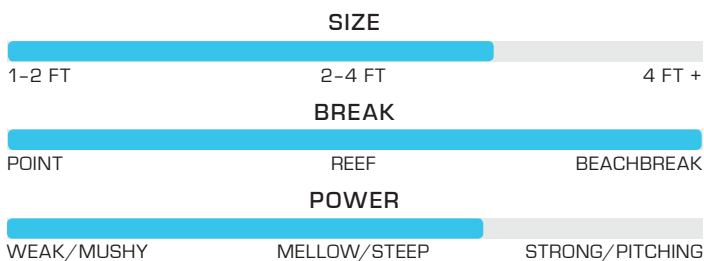 SIZE
1-2 FT 2-4 FT 4 FT +
BREAK
POINT REEF BEACHBREAK
POWER
WEAK/MUSHY MELLOW/STEEP STRONG/PITCHING